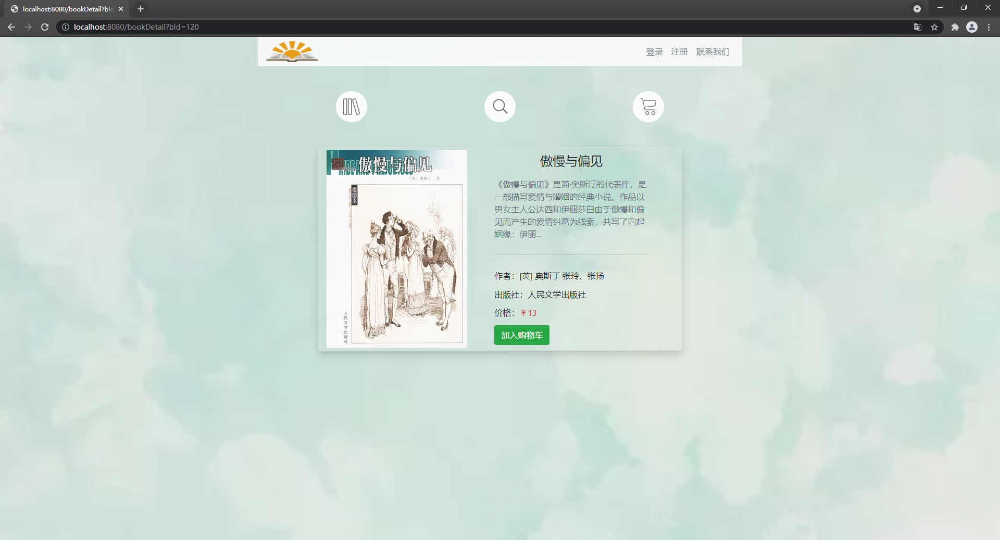 localhost:8080/bookDetail?bId
localhost:8080/bookDetail?bId=120
登录 注册 联系我们
傲慢与偏见
〔英〕奥斯丁 著
插图本
人民文学出版社
傲慢与偏见
《傲慢与偏见》是简·奥斯汀的代表作，是
一部描写爱情与婚姻的经典小说。作品以
男女主人公达西和伊丽莎白由于傲慢和偏
见而产生的爱情纠葛为线索，共写了四起
姻缘：伊丽...
作者：[英] 奥斯丁 张玲、张扬
出版社：人民文学出版社
价格：￥13
加入购物车